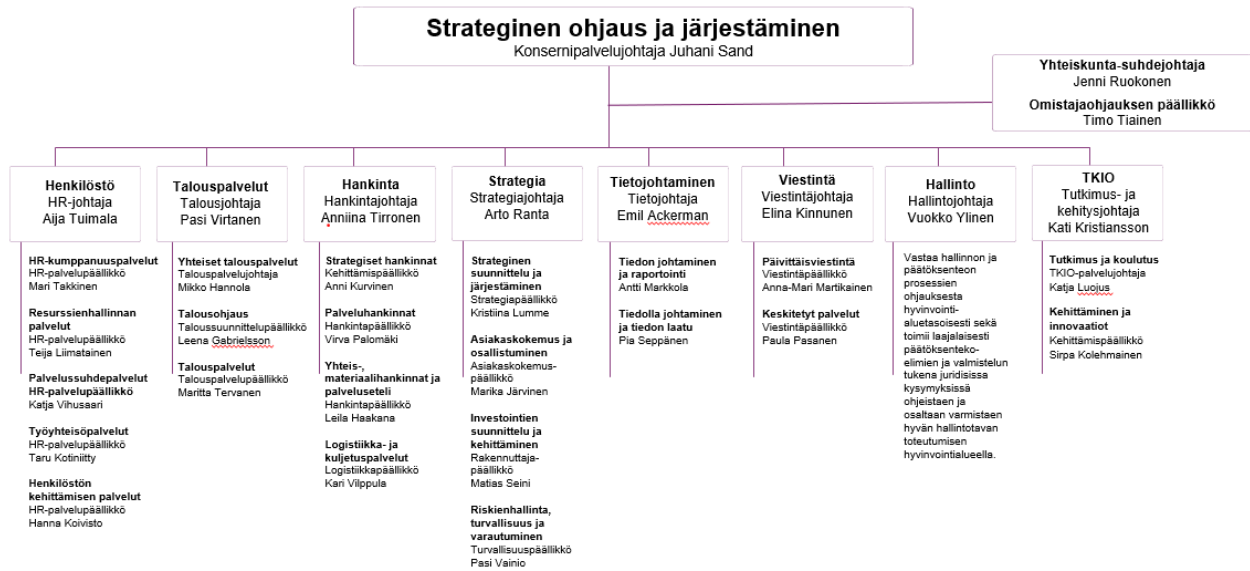 Strateginen ohjaus ja järjestäminen
Konsernipalvelujohtaja Juhani Sand
Yhteiskunta-suhdejohtaja
Jenni Ruokonen
Omistajaohjauksen päällikkö
Timo Tiainen
Henkilöstö
HR-johtaja
Aija Tuimala
HR-kumppanuuspalvelut
HR-palvelupäällikkö
Mari Takkinen
Resurssienhallinnan
palvelut
HR-palvelupäällikkö
Teija Liimatainen
Palvelussuhdepalvelut
HR-palvelupäällikkö
Katja Vihusaari
Työyhteisöpalvelut
HR-palvelupäällikkö
Taru Kotiniitty
Henkilöstön
kehittämisen palvelut
HR-palvelupäällikkö
Hanna Koivisto
Talouspalvelut
Talousjohtaja
Pasi Virtanen
Yhteiset talouspalvelut
Talouspalvelujohtaja
Mikko Hannola
Talousohjaus
Taloussuunnittelupäällikkö
Leena Gabrielsson
Talouspalvelut
Talouspalvelupäällikkö
Maritta Tervanen
Hankinta
Hankintajohtaja
Anniina Tirronen
Strategiset hankinnat
Kehittämispäällikkö
Anni Kurvinen
Palveluhankinnat
Hankintapäällikkö
Virva Palomäki
Yhteis-,
materiaalihankinnat ja
palveluseteli
Hankintapäällikkö
Leila Haakana
Logistiikka- ja
kuljetuspalvelut
Logistiikkapäällikkö
Kari Vilppula
Strategia
Strategiajohtaja
Arto Ranta
Strateginen
suunnittelu ja
järjestäminen
Strategiapäällikkö
Kristiina Lumme
Asiakaskokemus ja
osallistuminen
Asiakaskokemus-
päällikkö
Marika Järvinen
Investointien
suunnittelu ja
kehittäminen
Rakennuttaja-
päällikkö
Matias Seini
Riskienhallinta,
turvallisuus ja
varautuminen
Turvallisuuspäällikkö
Pasi Vainio
Tietojohtaminen
Tietojohtaja
Emil Ackerman
Tiedon johtaminen
ja raportointi
Antti Markkola
Tiedolla johtaminen
ja tiedon laatu
Pia Seppänen
Viestintä
Viestintäjohtaja
Elina Kinnunen
Päivittäisviestintä
Viestintäpäällikkö
Anna-Mari Martikainen
Keskitetyt palvelut
Viestintäpäällikkö
Paula Pasanen
Hallinto
Hallintojohtaja
Vuokko Ylinen
Vastaa hallinnon ja
päätöksenteon
prosessien
ohjauksesta
hyvinvointi-
aluetasoisesti sekä
toimii laajalaisesti
päätöksenteko-
elimien ja valmistelun
tukena juridisissa
kysymyksissä
ohjeistaen ja
osaltaan varmistaen
hyvän hallintotavan
toteutumisen
hyvinvointialueella.
TKIO
Tutkimus- ja
kehitysjohtaja
Kati Kristiansson
Tutkimus ja koulutus
TKIO-palvelujohtaja
Katja Luojus
Kehittäminen ja
innovaatiot
Kehittämispäällikkö
Sirpa Kolehmainen